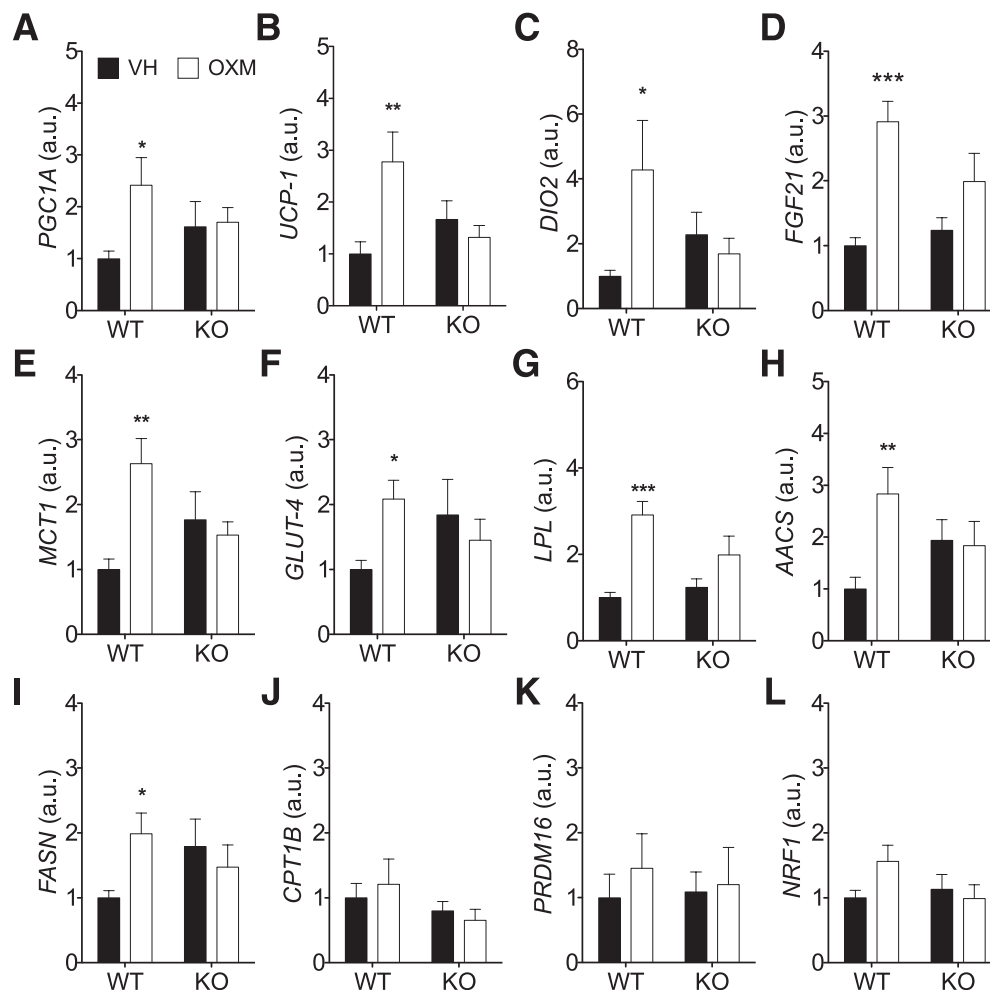 A
B
C
D
PGC1A (a.u.)
5
4
3
2
1
0
VH
OXM
*
WT
KO
UCP-1 (a.u.)
5
4
3
2
1
0
**
WT
KO
DIO2 (a.u.)
8
6
4
2
0
*
WT
KO
FGF21 (a.u.)
4
3
2
1
0
***
WT
KO
E
F
G
H
MCT1 (a.u.)
4
3
2
1
0
**
WT
KO
GLUT-4 (a.u.)
4
3
2
1
0
*
WT
KO
LPL (a.u.)
6
4
2
0
***
WT
KO
AACS (a.u.)
5
4
3
2
1
0
**
WT
KO
I
J
K
L
FASN (a.u.)
4
3
2
1
0
*
WT
KO
CPT1B (a.u.)
4
3
2
1
0
WT
KO
PRDM16 (a.u.)
4
3
2
1
0
WT
KO
NRF1 (a.u.)
4
3
2
1
0
WT
KO